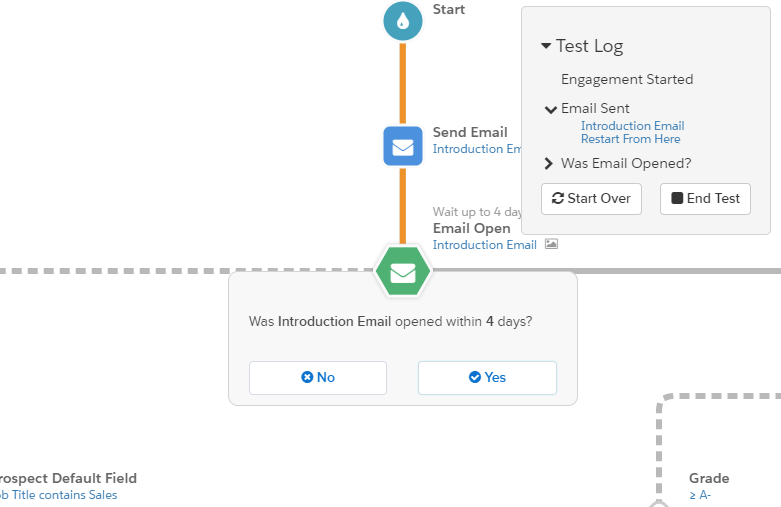 Start
Test Log
Engagement Started
Email Sent
Introduction Email
Restart From Here
Was Email Opened?
Start Over
End Test
Send Email
Introduction Em
Wait up to 4 day
Email Open
Introduction Email
Was Introduction Email opened within 4 days?
No
Yes
rospect Default Field
ob Title contains Sales
Grade
≥ A-